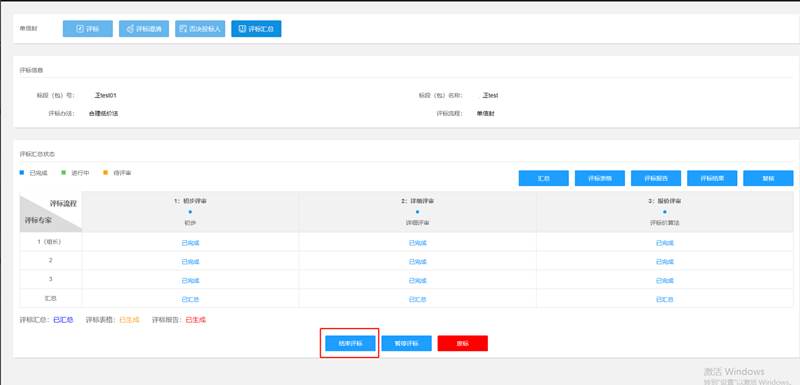 单信封 评标 评标澄清 否决投标人 评标汇总
评标信息
标段（包）号： 正test01 标段（包）名称： 正test
评标办法： 合理低价法 评标流程： 单信封
评标汇总状态
已完成 进行中 待评审 汇总 评标表格 评标报告 评标结果 复核
评标流程 1：初步评审 2：详细评审 3：报价评审
评标专家 初步 详细评审 评标价算法
1（组长） 已完成 已完成 已完成
2 已完成 已完成 已完成
3 已完成 已完成 已完成
汇总 已汇总 已汇总 已汇总
评标汇总：已汇总 评标表格：已生成 评标报告：已生成
结束评标 暂停评标 废标
激活 Windows
转到"设置"以激活 Windows。